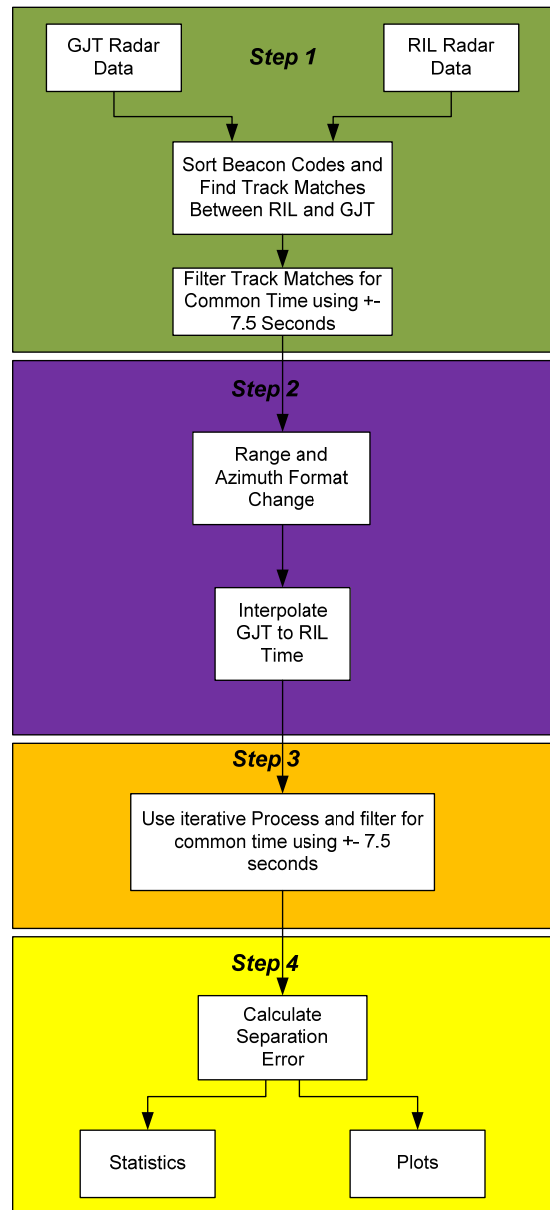 Step 1
GJT Radar
Data
RIL Radar
Data
Sort Beacon Codes and
Find Track Matches
Between RIL and GJT
Filter Track Matches for
Common Time using +-
7.5 Seconds
Step 2
Range and
Azimuth Format
Change
Interpolate
GJT to RIL
Time
Step 3
Use iterative Process and filter for
common time using +- 7.5
seconds
Step 4
Calculate
Separation
Error
Statistics
Plots